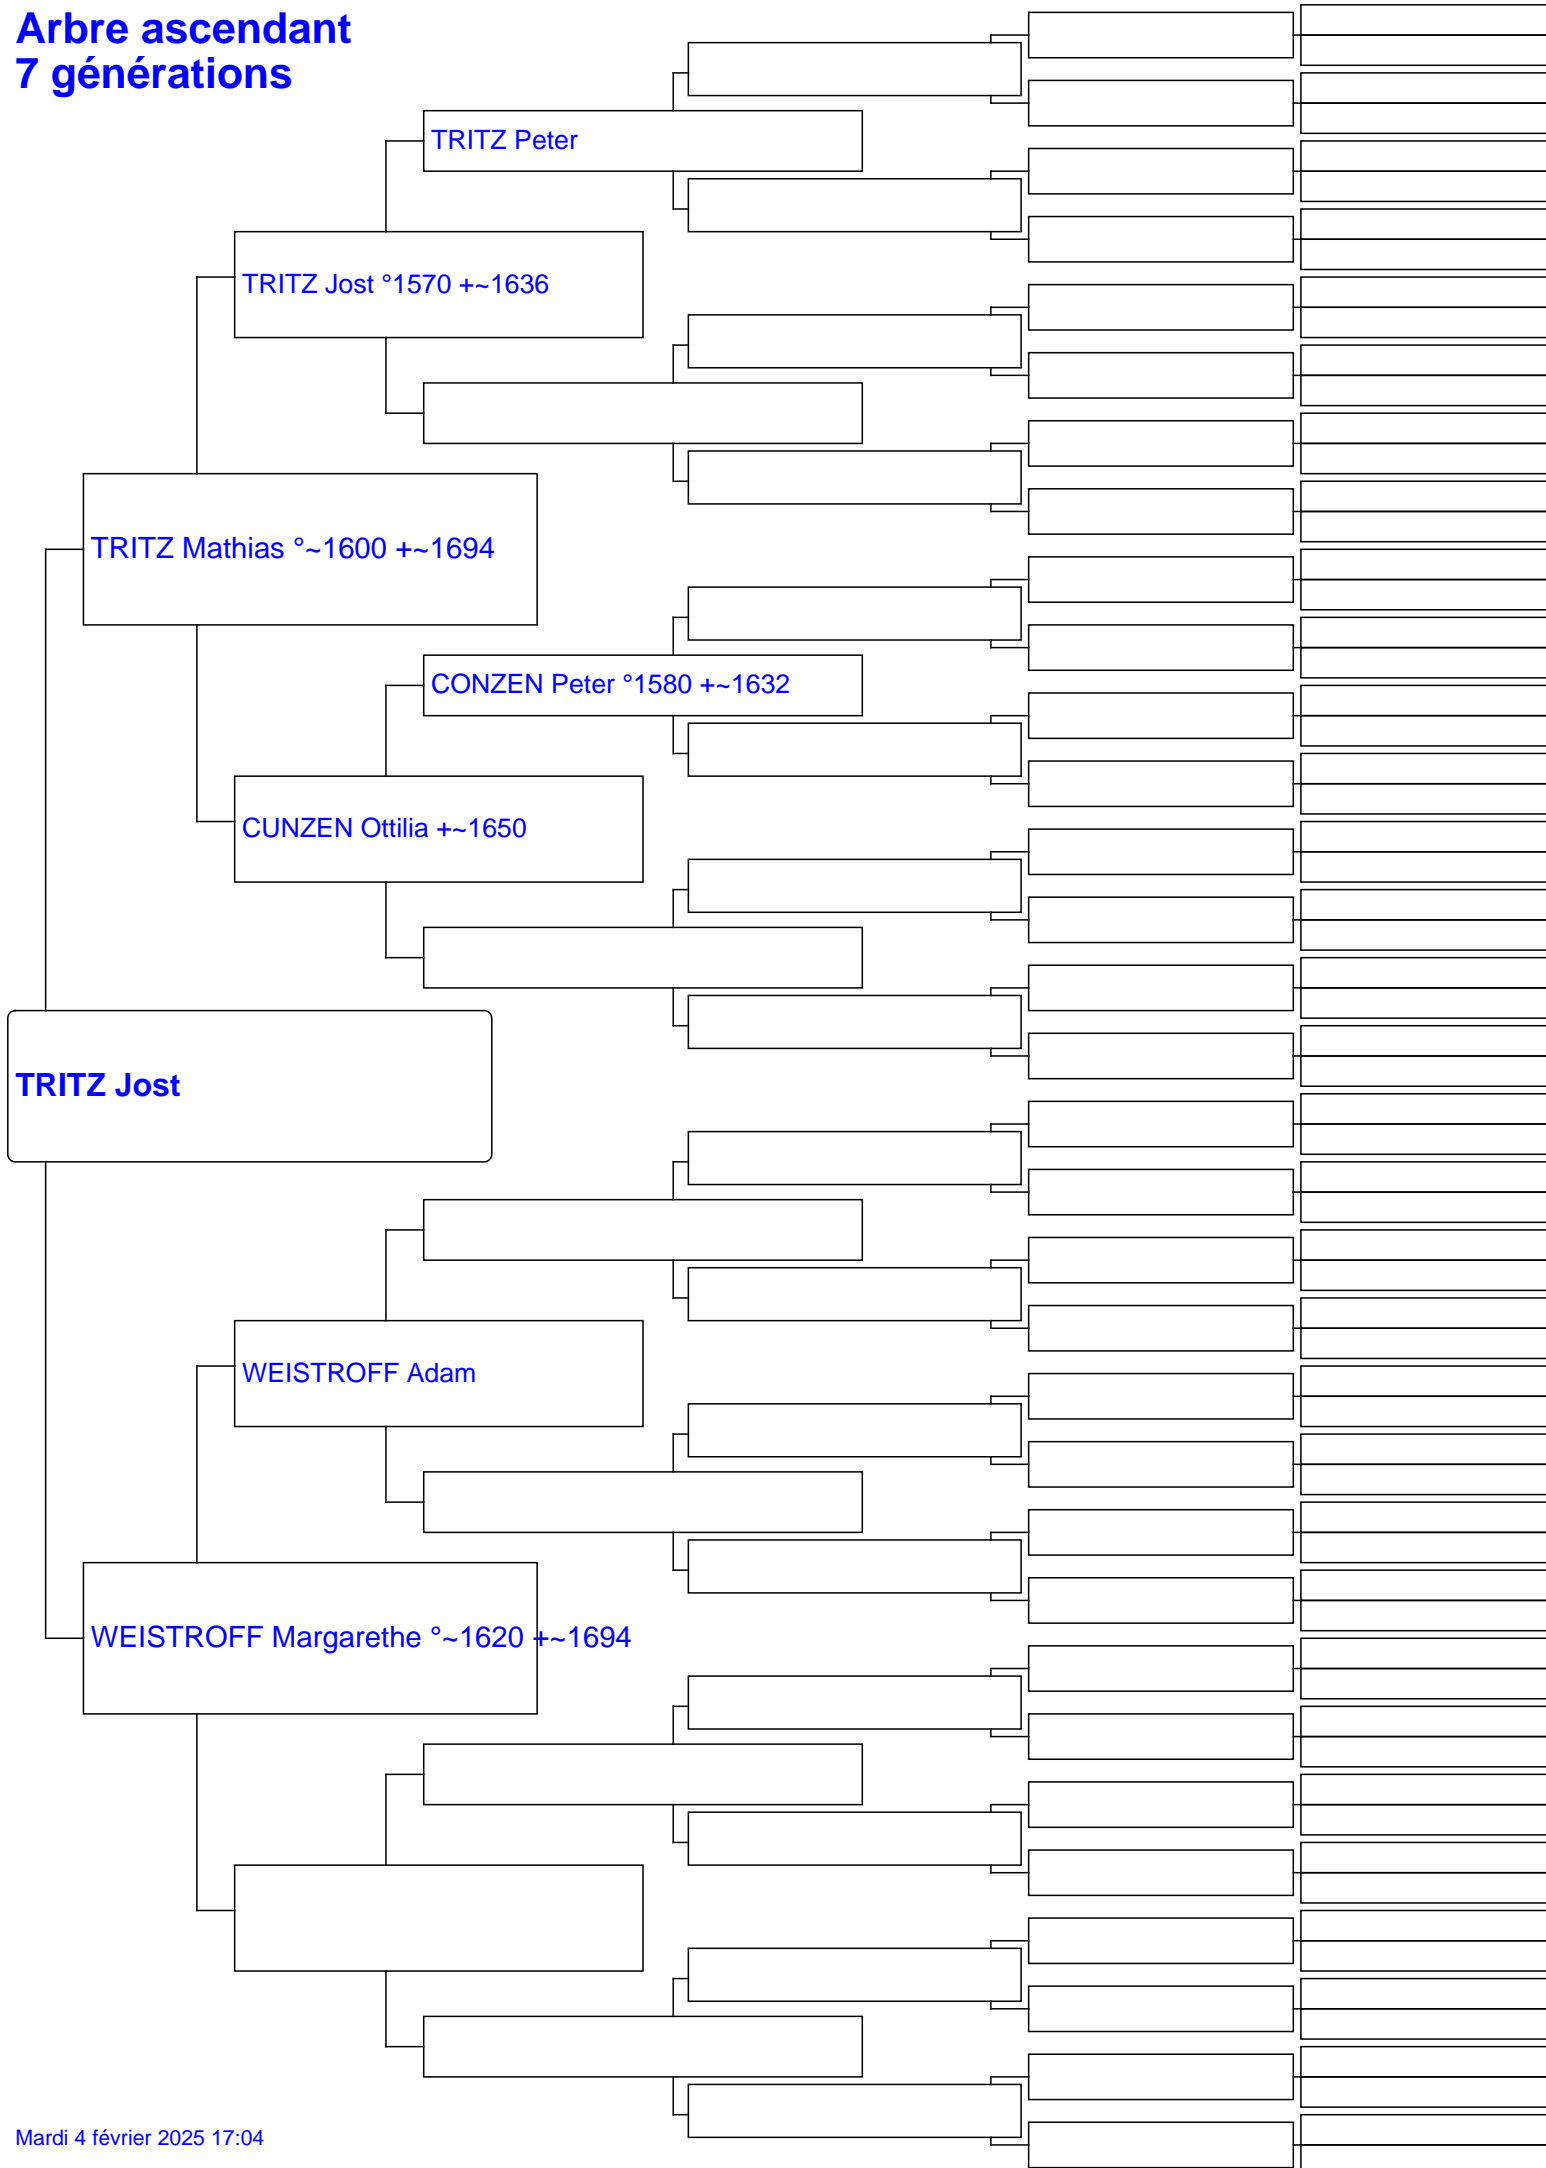 Arbre ascendant
7 générations
TRITZ Peter
TRITZ Jost °1570 +~1636
TRITZ Mathias °~1600 +~1694
CONZEN Peter °1580 +~1632
CUNZEN Ottilia +~1650
TRITZ Jost
WEISTROFF Adam
WEISTROFF Margarethe °~1620 +~1694
Mardi 4 février 2025 17:04